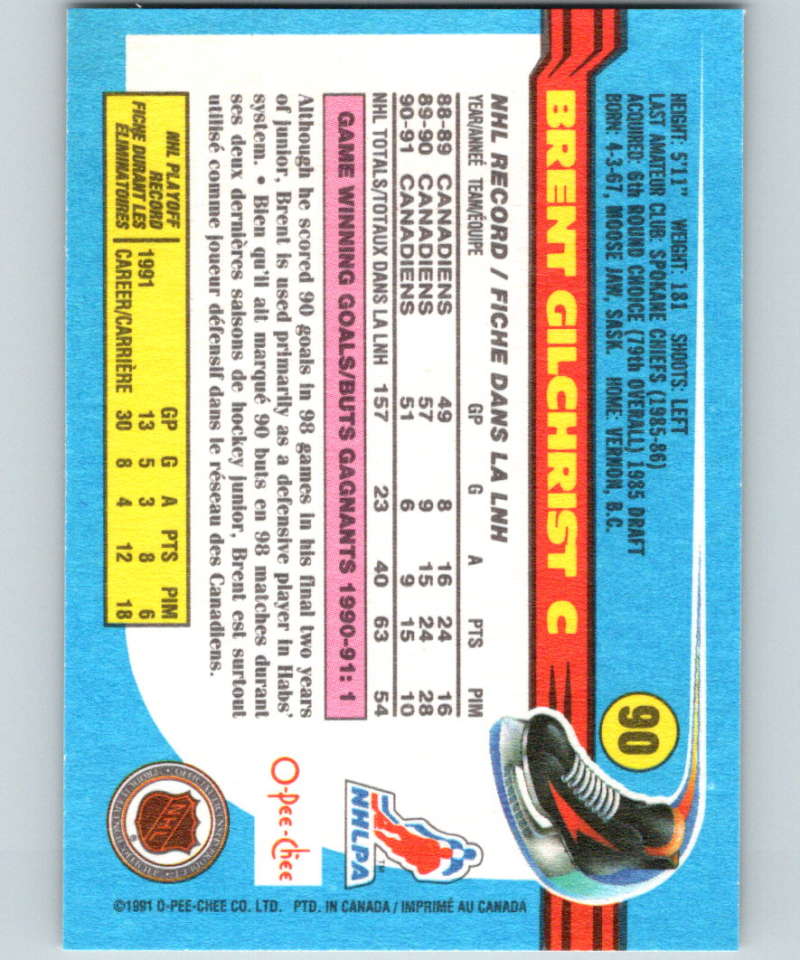 90
HEIGHT: 5'11" WEIGHT: 181 SHOOTS: LEFT
LAST AMATEUR CLUB: SPOKANE CHIEFS (1985-86)
ACQUIRED: 6th ROUND CHOICE (79th OVERALL) 1985 DRAFT
BORN: 4-3-67, MOOSE JAW, SASK. HOME: VERNON, B.C.
BRENT GILCHRIST C
NHL RECORD / FICHE DANS LA LNH
YEAR/ANNEÉ TEAM/ÉQUIPE GP G A PTS PIM
88-89 CANADIENS 49 8 16 24 16
89-90 CANADIENS 57 9 15 24 28
90-91 CANADIENS 51 6 9 15 10
NHL TOTALS/TOTAUX DANS LA LNH 157 23 40 63 54
GAME WINNING GOALS/BUTS GAGNANTS 1990-91: 1
Although he scored 90 goals in 98 games in his final two years
of junior, Brent is used primarily as a defensive player in Habs'
system. • Bien qu'il ait marqué 90 buts en 98 matches durant
ses deux dernières saisons de hockey junior, Brent est surtout
utilisé comme joueur défensif dans le réseau des Canadiens.
NHL PLAYOFF
RECORD
FICHE DURANT LES
ÉLIMINATOIRES
GP G A PTS PIM
1991 13 5 3 8 6
CAREER/CARRIÈRE 30 8 4 12 18
NHLPA
TM
O-Pee-Chee
NHL
©1991 O-PEE-CHEE CO. LTD. PTD. IN CANADA / IMPRIMÉ AU CANADA